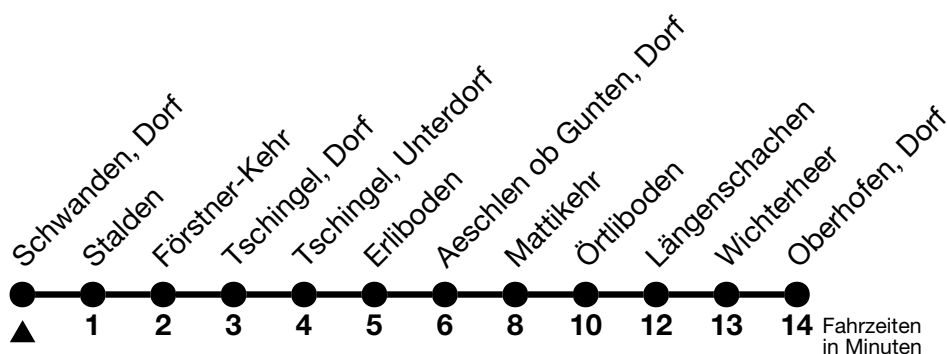 Schwanden, Dorf
Stalden
Förstner-Kehr
Tschingel, Dorf
Tschingel, Unterdorf
Erliboden
Aeschlen ob Gunten, Dorf
Mattikehr
Örtliboden
Längenschachen
Wichterheer
Oberhofen, Dorf
1 2 3 4 5 6 8 10 12 13 14 Fahrzeiten
in Minuten